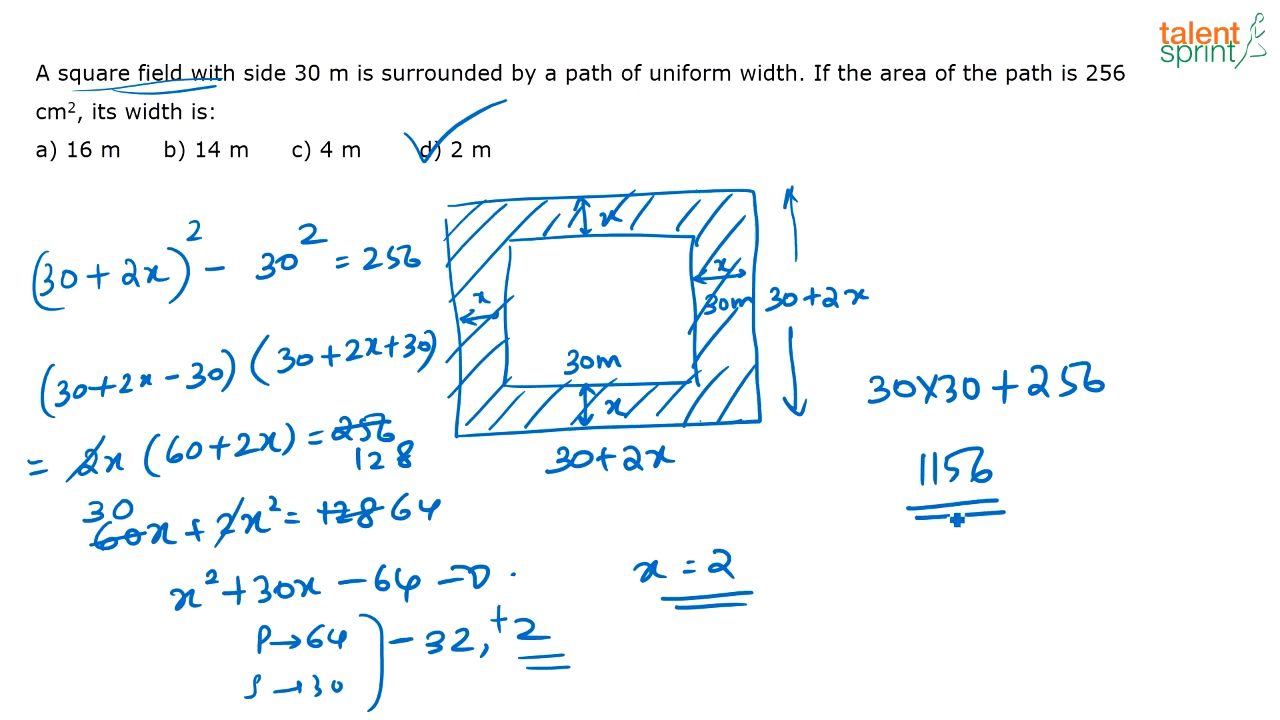 talent
sprint
A square field with side 30 m is surrounded by a path of uniform width. If the area of the path is 256
cm², its width is:
a) 16 m b) 14 m c) 4 m d) 2 m
(30+2x)² - 30² = 256
(30+2x-30) (30+2x+30)
= 2x (60+2x) = 256
128
30
60x + 2x² = 128 64
x² + 30x - 64 = 0.
P→64
S→30
-32, +2
x
x
30m
x
30m
x
30+2x
30+2x
30×30+256
1156
x = 2